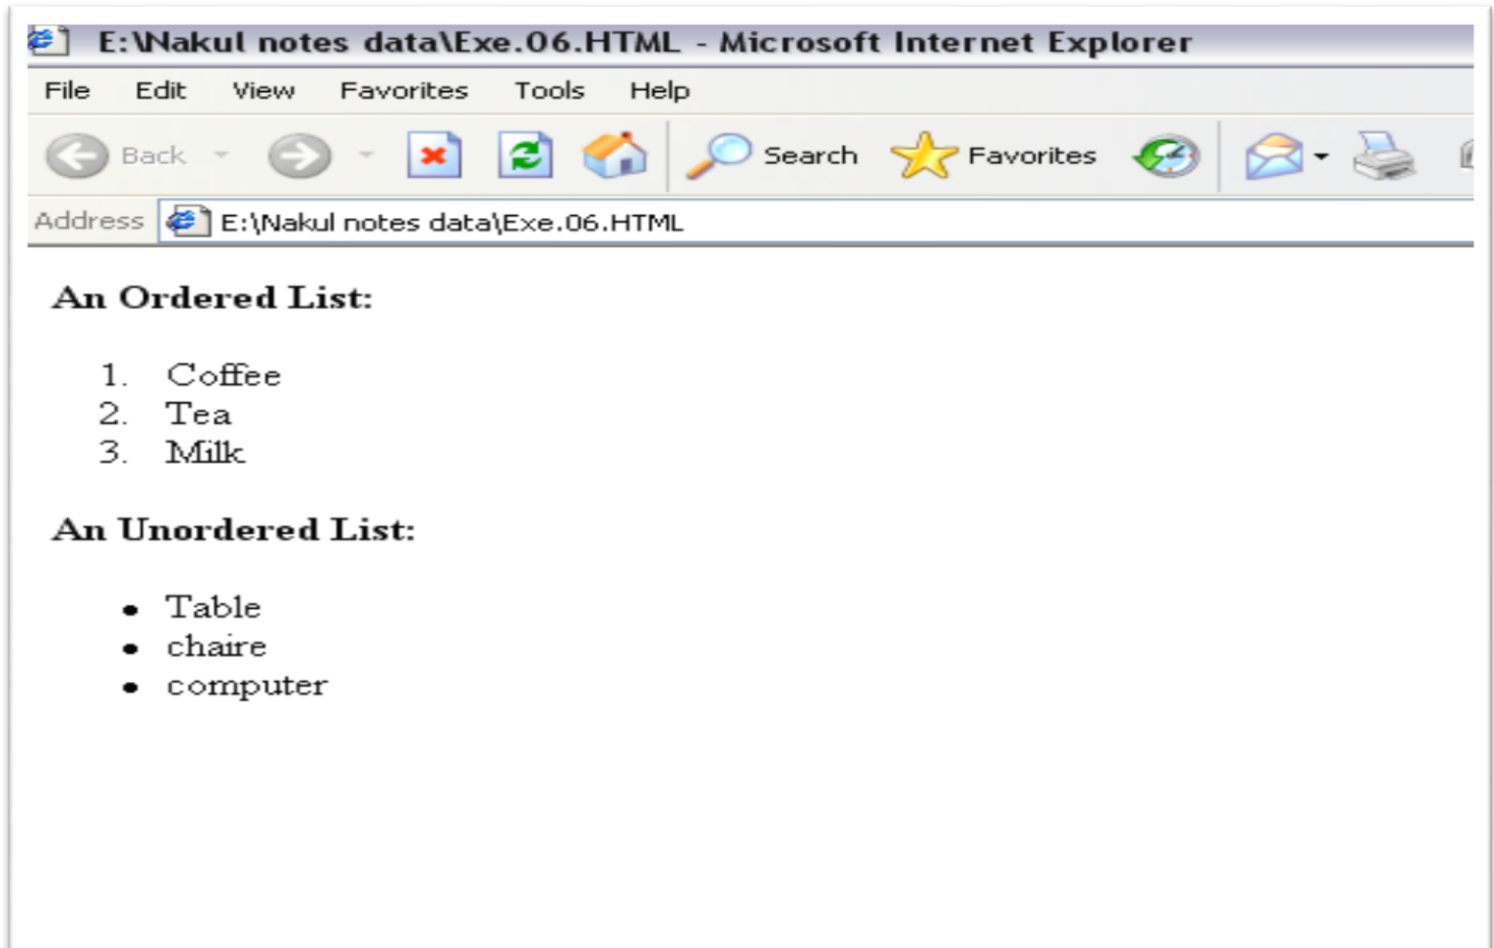 E:\Nakul notes data\Exe.06.HTML - Microsoft Internet Explorer
File Edit View Favorites Tools Help
Back Search Favorites
Address E:\Nakul notes data\Exe.06.HTML
An Ordered List:
1. Coffee
2. Tea
3. Milk
An Unordered List:
• Table
• chaire
• computer